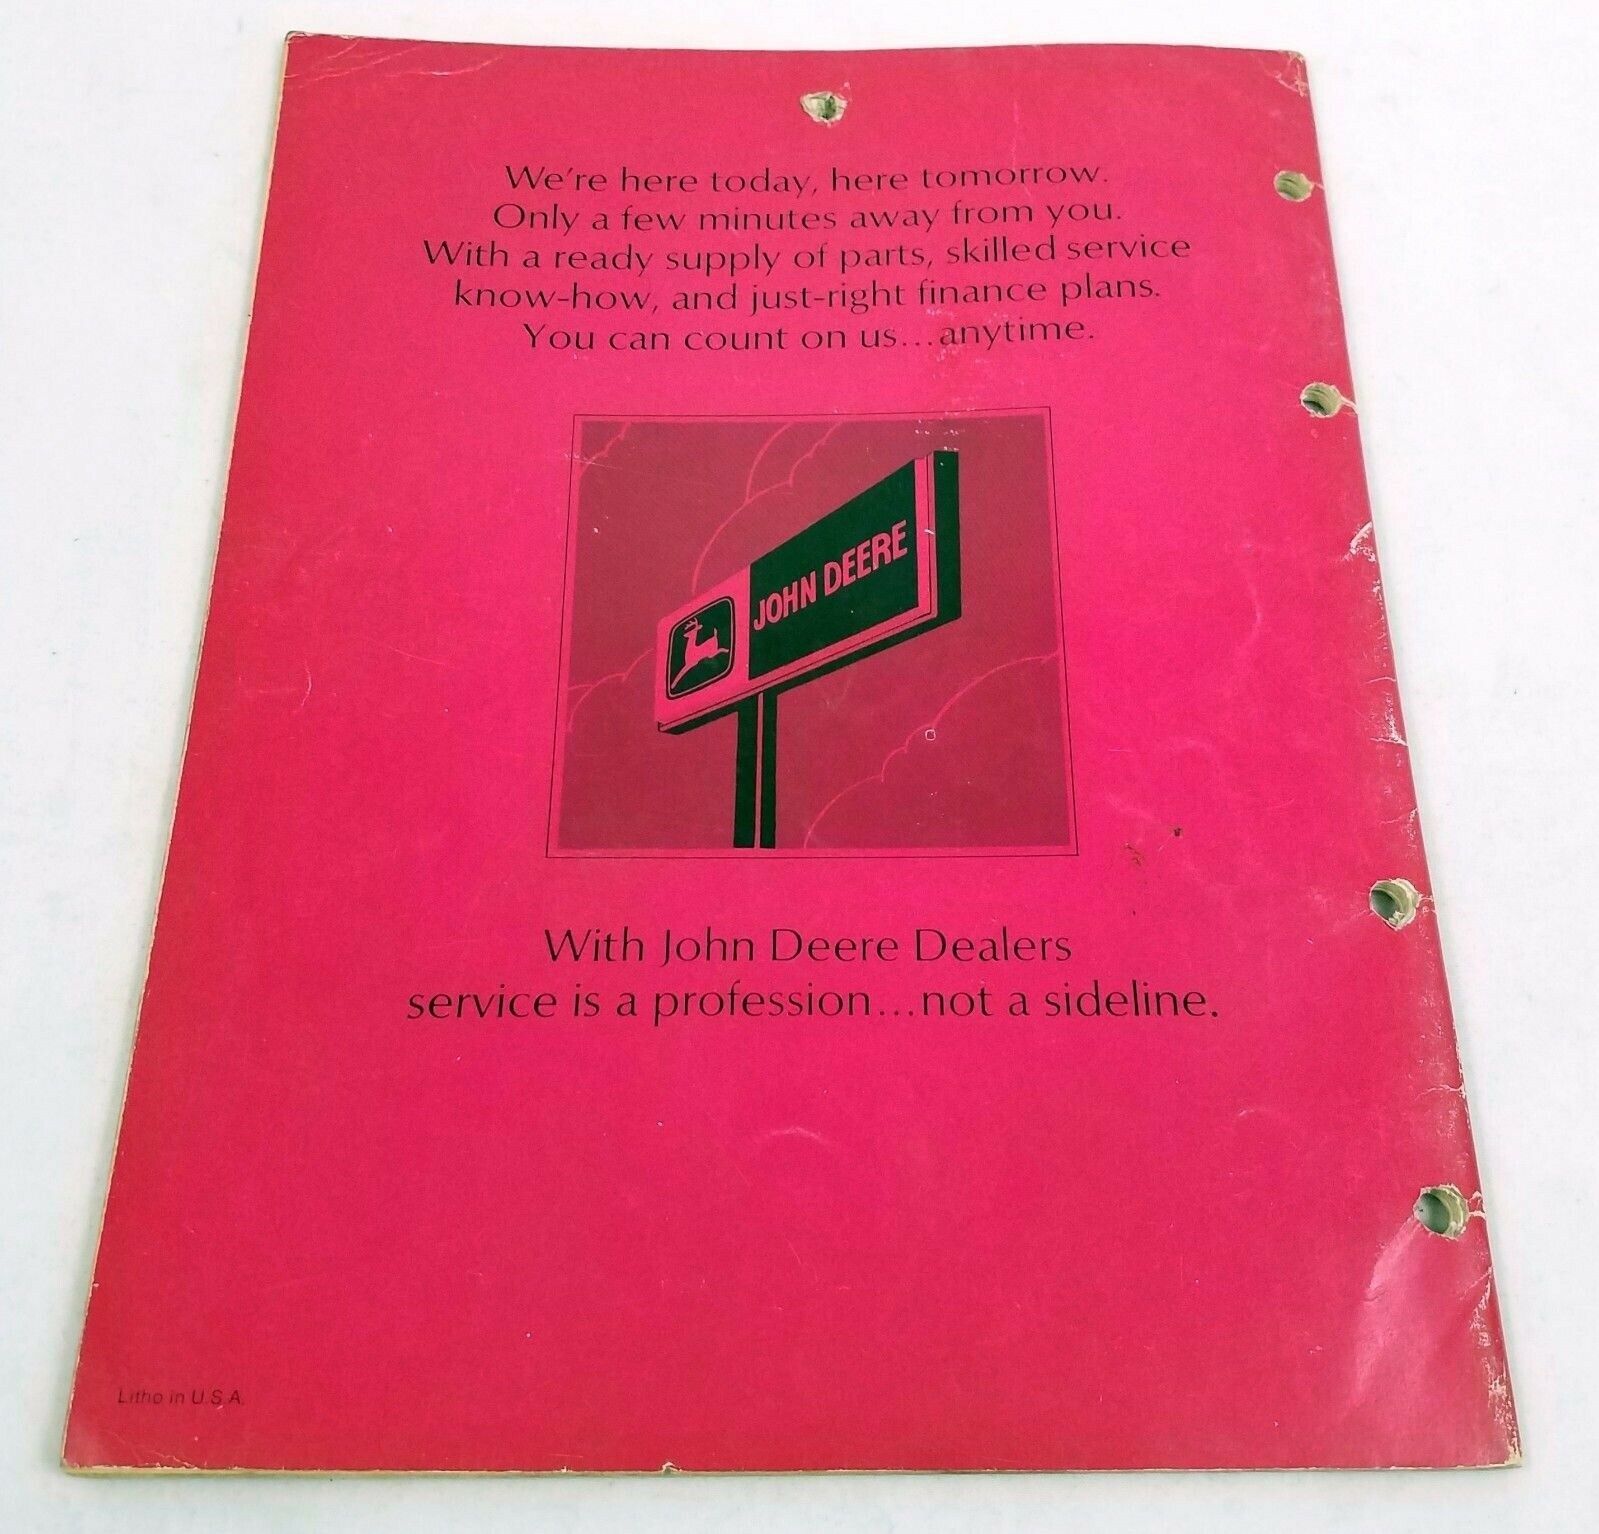 We're here today, here tomorrow.
Only a few minutes away from you.
With a ready supply of parts, skilled service
know-how, and just-right finance plans.
You can count on us...anytime.
JOHN DEERE
With John Deere Dealers
service is a profession...not a sideline.
Litho in U.S.A.